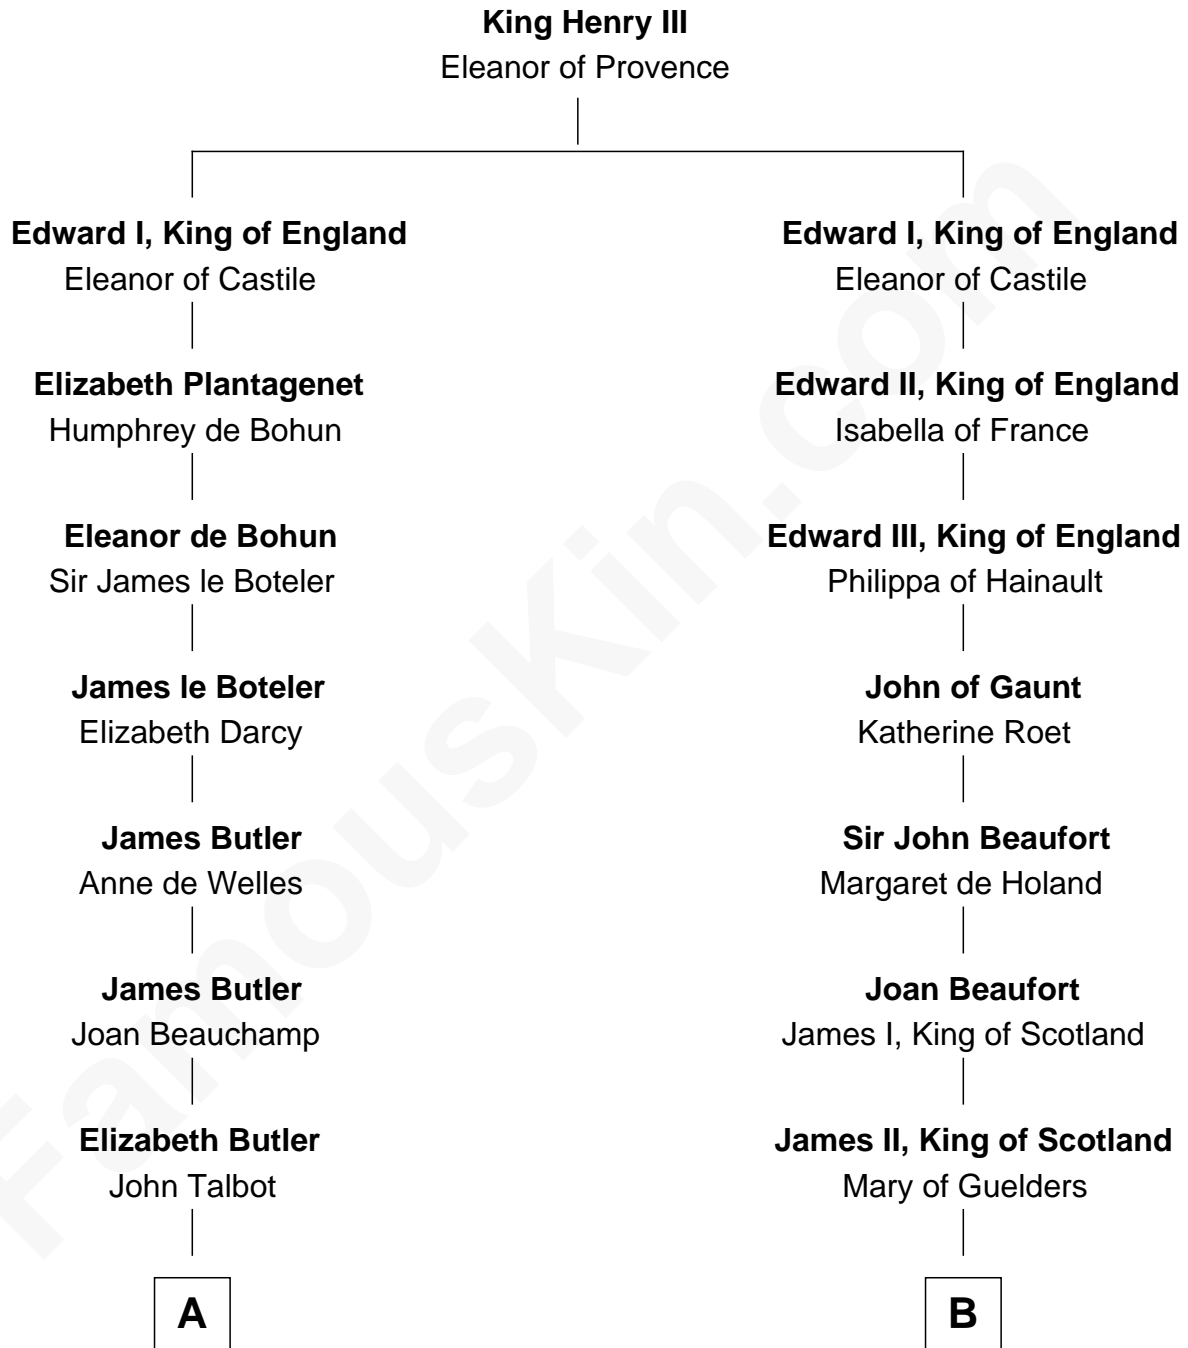 King Henry III
Eleanor of Provence
Edward I, King of England
Eleanor of Castile
Edward I, King of England
Eleanor of Castile
Elizabeth Plantagenet
Humphrey de Bohun
Edward II, King of England
Isabella of France
Eleanor de Bohun
Sir James le Boteler
Edward III, King of England
Philippa of Hainault
James le Boteler
Elizabeth Darcy
John of Gaunt
Katherine Roet
James Butler
Anne de Welles
Sir John Beaufort
Margaret de Holand
James Butler
Joan Beauchamp
Joan Beaufort
James I, King of Scotland
Elizabeth Butler
John Talbot
James II, King of Scotland
Mary of Guelders
A
B
FamousKin.com